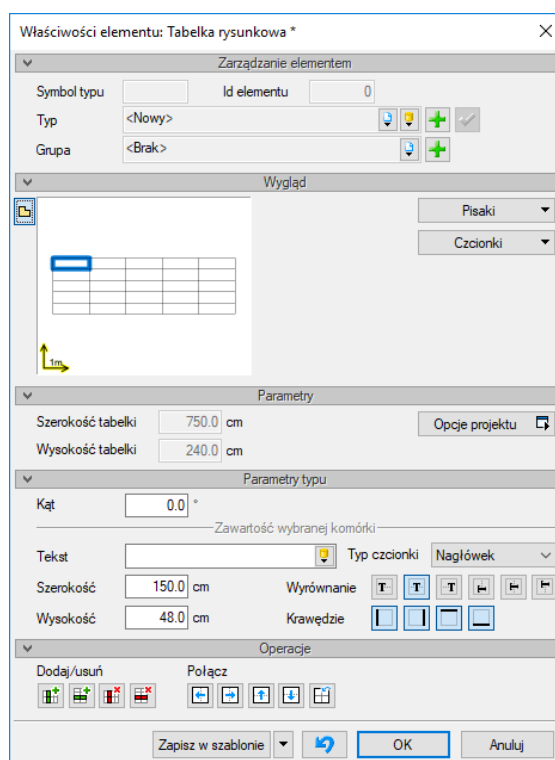 Właściwości elementu: Tabelka rysunkowa *
Zarządzanie elementem
Symbol typu Id elementu 0
Typ <Nowy>
Grupa <Brak>
Wygląd
Pisaki
Czcionki
1m
Parametry
Szerokość tabelki 750.0 cm Opcje projektu
Wysokość tabelki 240.0 cm
Parametry typu
Kąt 0.0 °
Zawartość wybranej komórki
Tekst Typ czcionki Nagłówek
Szerokość 150.0 cm Wyrównanie T T T
Wysokość 48.0 cm Krawędzie
Operacje
Dodaj/usuń Połącz
Zapisz w szablonie OK Anuluj